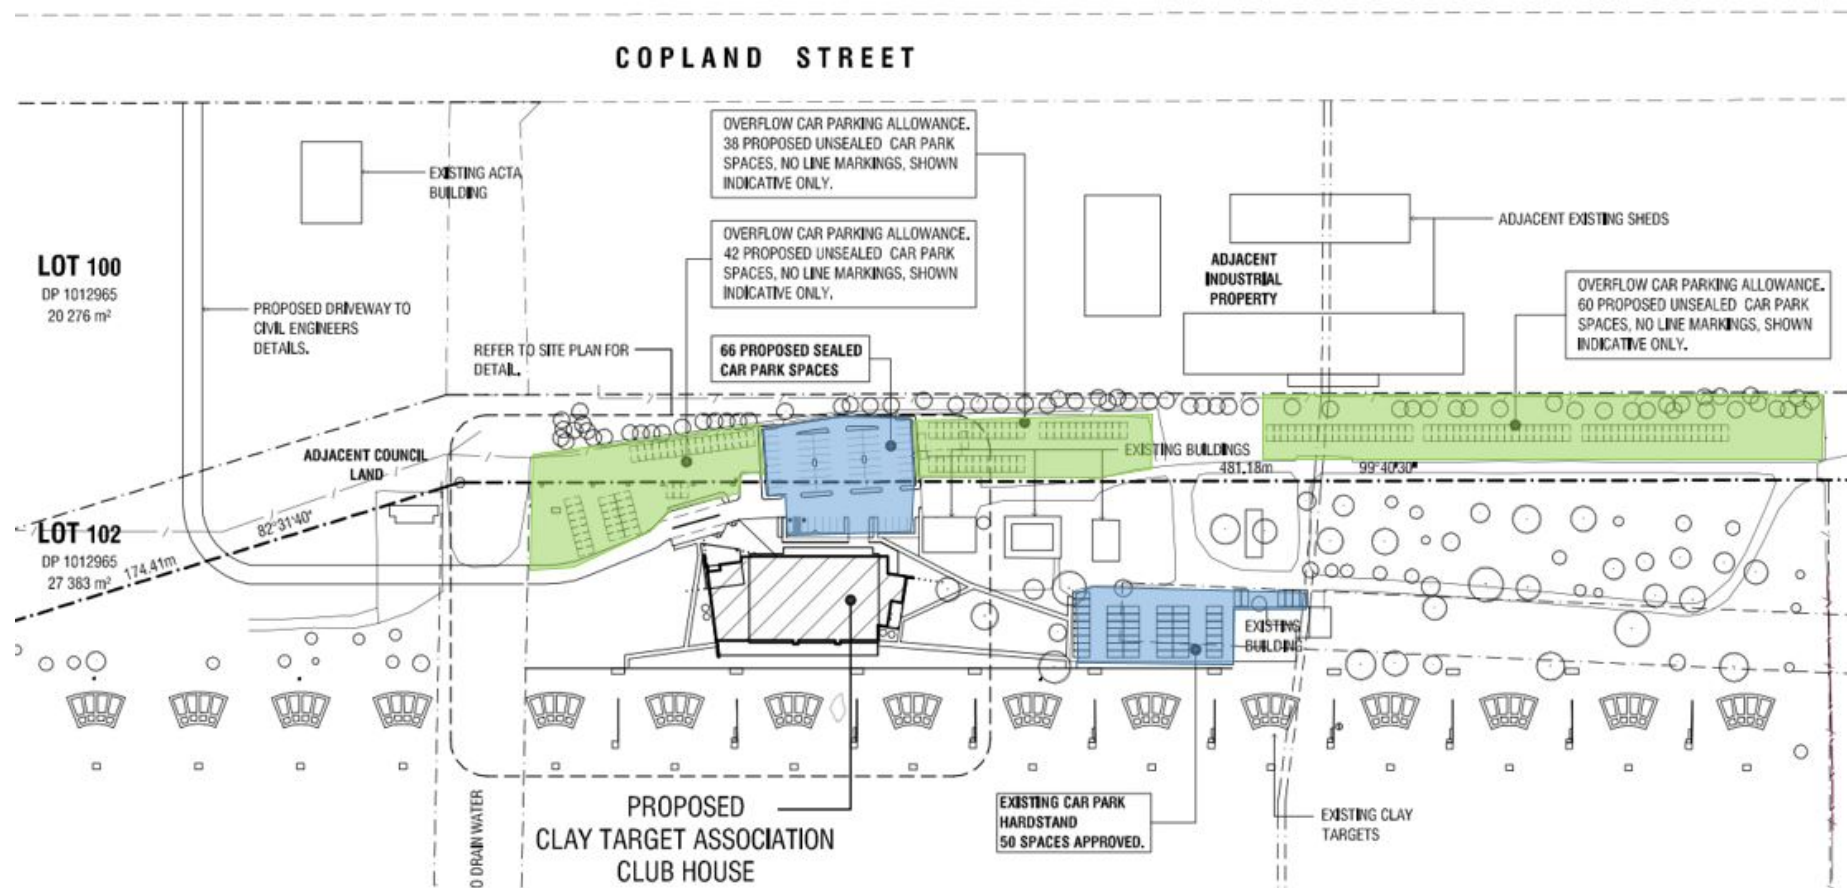 COPLAND STREET
OVERFLOW CAR PARKING ALLOWANCE.
38 PROPOSED UNSEALED CAR PARK
SPACES, NO LINE MARKINGS, SHOWN
INDICATIVE ONLY.
EXISTING ACTA
BUILDING
OVERFLOW CAR PARKING ALLOWANCE.
42 PROPOSED UNSEALED CAR PARK
SPACES, NO LINE MARKINGS, SHOWN
INDICATIVE ONLY.
ADJACENT EXISTING SHEDS
ADJACENT
INDUSTRIAL
PROPERTY
LOT 100
DP 1012965
20 276 m²
OVERFLOW CAR PARKING ALLOWANCE.
60 PROPOSED UNSEALED CAR PARK
SPACES, NO LINE MARKINGS, SHOWN
INDICATIVE ONLY.
PROPOSED DRIVEWAY TO
CIVIL ENGINEERS
DETAILS.
REFER TO SITE PLAN FOR
DETAIL.
66 PROPOSED SEALED
CAR PARK SPACES
ADJACENT COUNCIL
LAND
EXISTING BUILDINGS
481.18m
99°40'30"
82°31'40"
LOT 102
DP 1012965
27 383 m²
174.41m
EXISTING
BUILDING
PROPOSED
CLAY TARGET ASSOCIATION
CLUB HOUSE
EXISTING CAR PARK
HARDSTAND
50 SPACES APPROVED.
EXISTING CLAY
TARGETS
DRAIN WATER